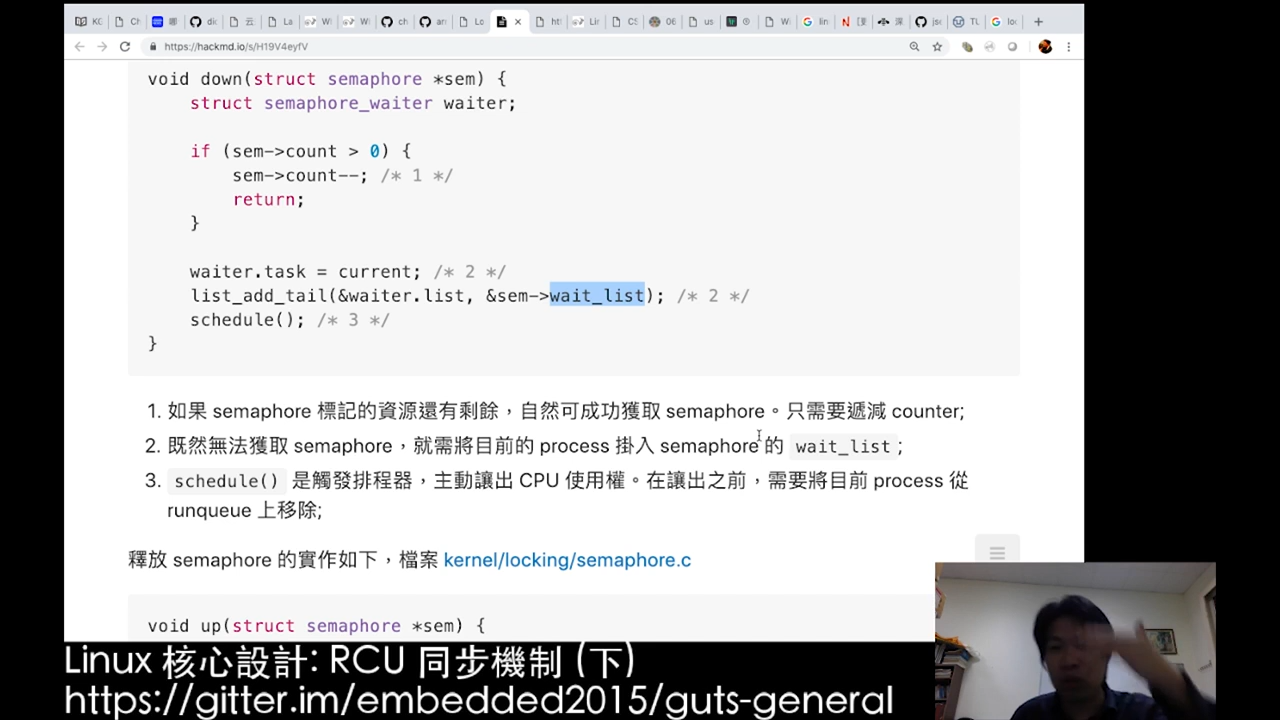 https://hackmd.io/s/H19V4eyfV
void down(struct semaphore *sem) {
struct semaphore_waiter waiter;
if (sem->count > 0) {
sem->count--; /* 1 */
return;
}
waiter.task = current; /* 2 */
list_add_tail(&waiter.list, &sem->wait_list); /* 2 */
schedule(); /* 3 */
}
1. 如果 semaphore 標記的資源還有剩餘，自然可成功獲取 semaphore。只需要遞減 counter;
2. 既然無法獲取 semaphore，就需將目前的 process 掛入 semaphore 的 wait_list ;
3. schedule() 是觸發排程器，主動讓出 CPU 使用權。在讓出之前，需要將目前 process 從
runqueue 上移除;
釋放 semaphore 的實作如下，檔案 kernel/locking/semaphore.c
void up(struct semaphore *sem) {
Linux 核心設計: RCU 同步機制 (下)
https://gitter.im/embedded2015/guts-general